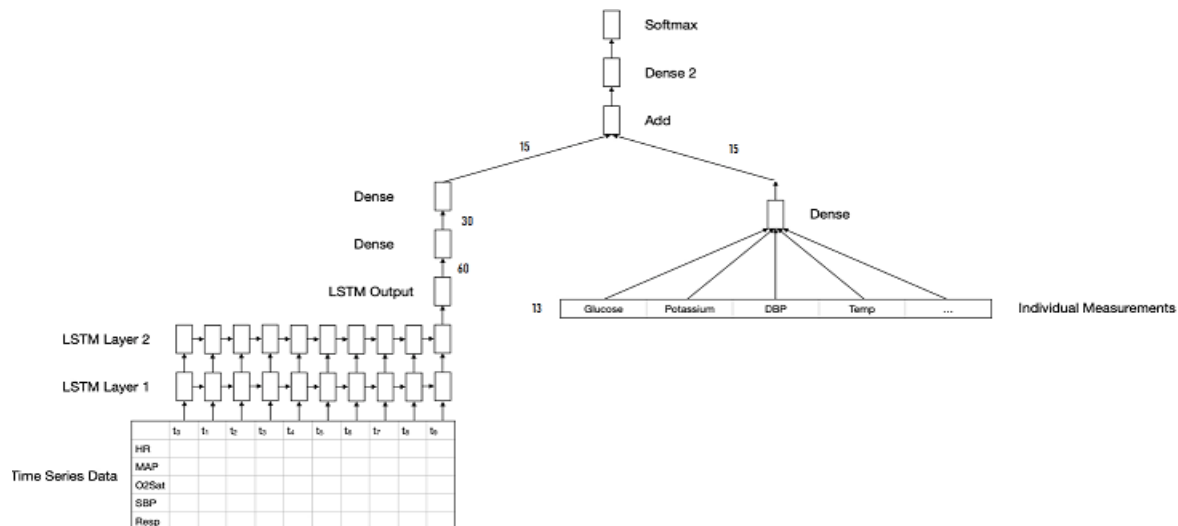 Softmax
Dense 2
Add
15
15
Dense
30
Dense
Dense
60
LSTM Output
13
Glucose Potassium DBP Temp ...
Individual Measurements
LSTM Layer 2
LSTM Layer 1
t₀ t₁ t₂ t₃ t₄ t₅ t₆ t₇ t₈ t₉
HR
MAP
Time Series Data
O2Sat
SBP
Resp